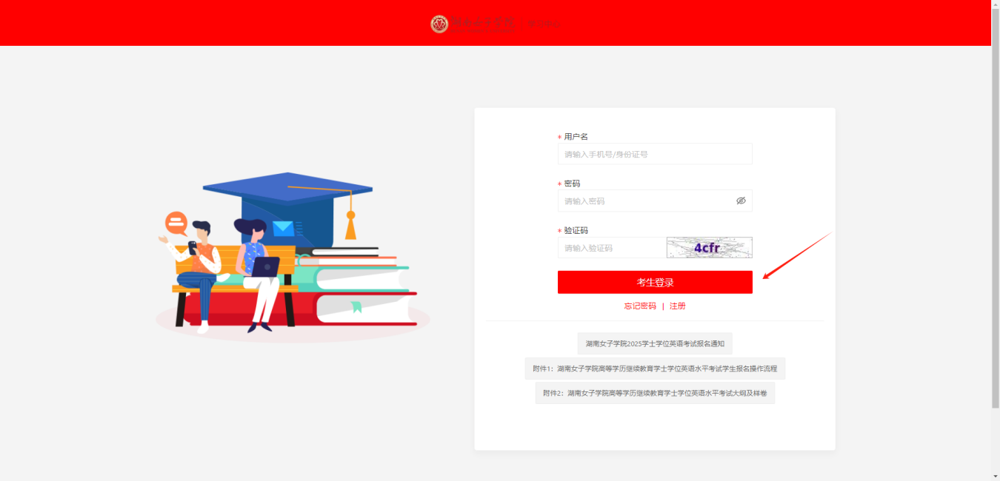 * 用户名
请输入手机号/身份证号
* 密码
请输入密码
* 验证码
请输入验证码 4cfr
考生登录
忘记密码 | 注册
湖南女子学院2025学士学位英语考试报名通知
附件1：湖南女子学院高等学历继续教育学士学位英语水平考试学生报名操作流程
附件2：湖南女子学院高等学历继续教育学士学位英语水平考试大纲及样卷